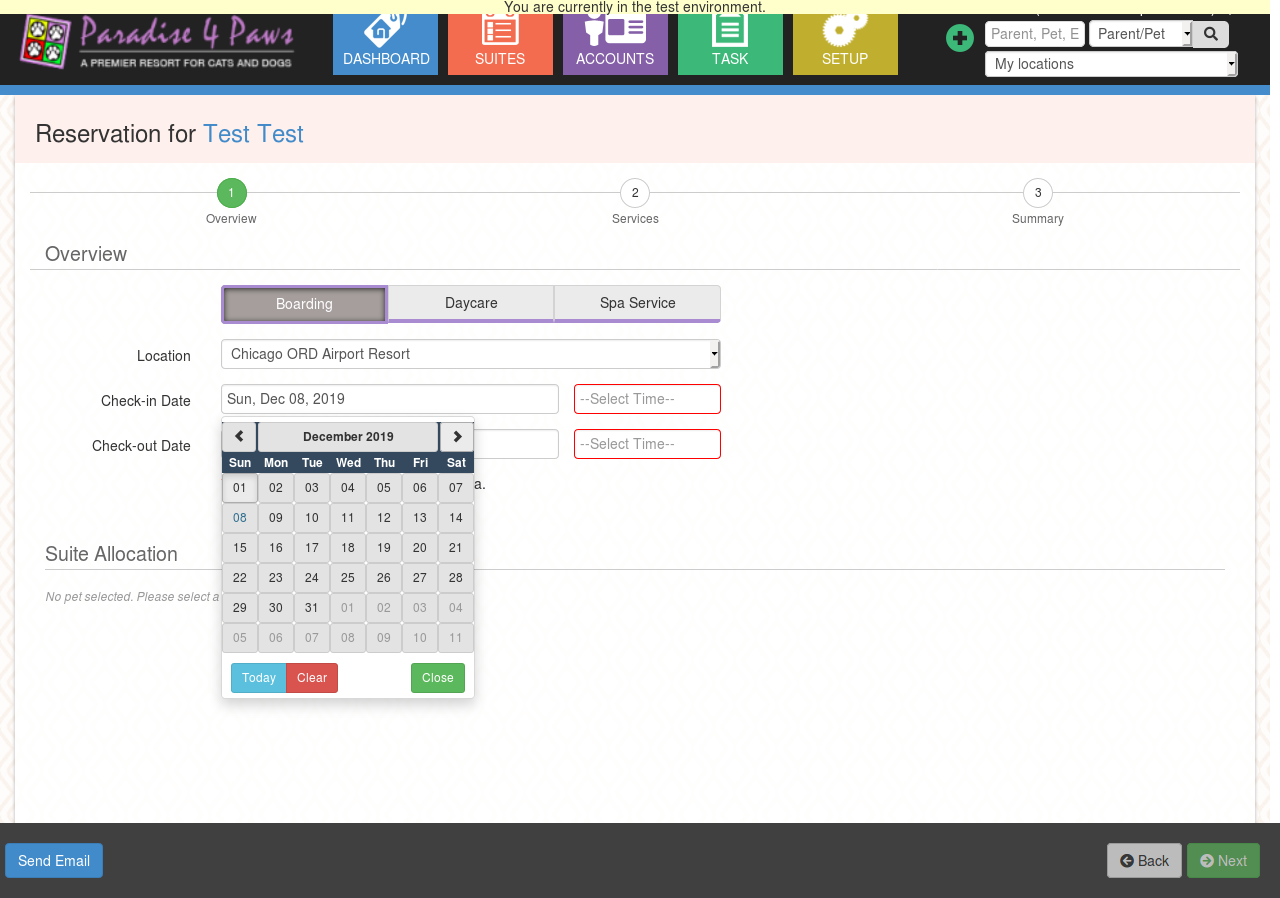 You are currently in the test environment.
Paradise 4 Paws
A PREMIER RESORT FOR CATS AND DOGS
DASHBOARD
SUITES
ACCOUNTS
TASK
SETUP
Parent, Pet, E
Parent/Pet
My locations
Reservation for Test Test
1
2
3
Overview
Services
Summary
Overview
Boarding
Daycare
Spa Service
Location
Chicago ORD Airport Resort
Check-in Date
Sun, Dec 08, 2019
--Select Time--
Check-out Date
--Select Time--
December 2019
Sun Mon Tue Wed Thu Fri Sat
01 02 03 04 05 06 07
a.
08 09 10 11 12 13 14
15 16 17 18 19 20 21
22 23 24 25 26 27 28
29 30 31 01 02 03 04
05 06 07 08 09 10 11
Today
Clear
Close
Suite Allocation
No pet selected. Please select a
Send Email
Back
Next